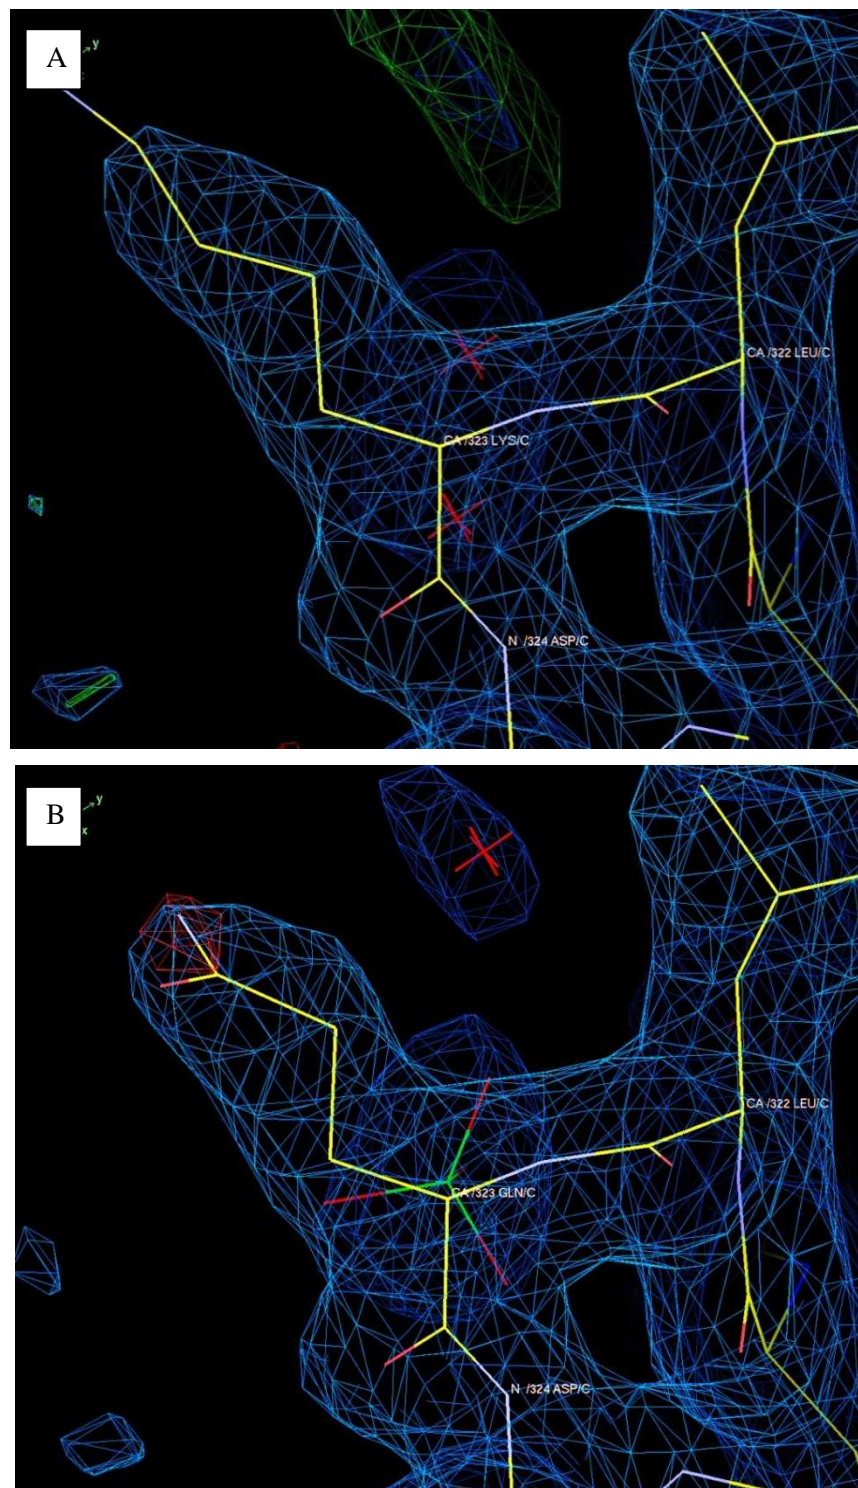 A
y
CA /322 LEU/C
CA /323 LYS/C
N /324 ASP/C
B
y
x
CA /322 LEU/C
CA /323 GLN/C
N /324 ASP/C